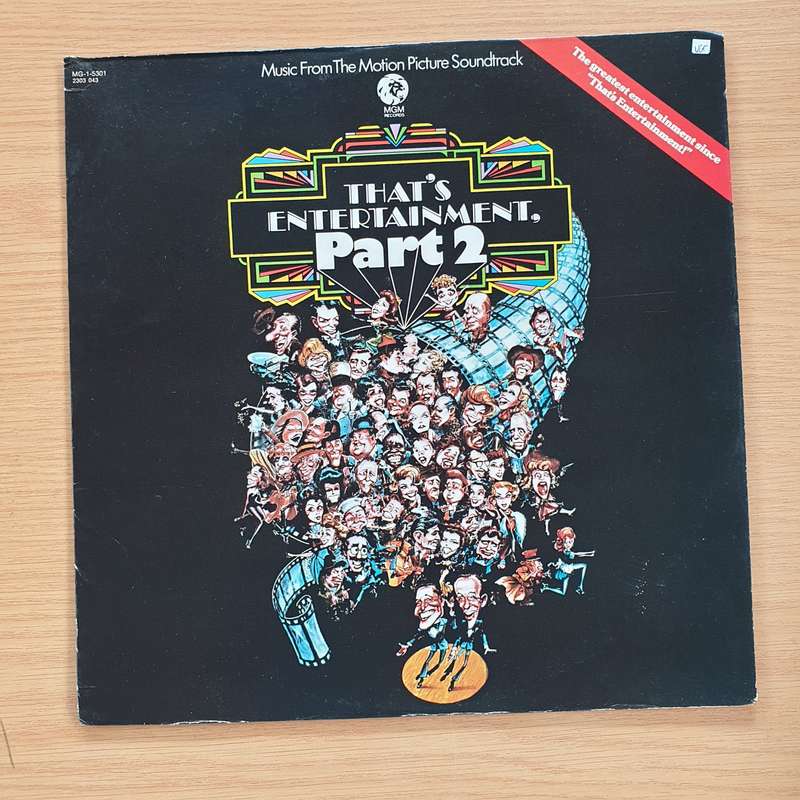 MG-1-5301
2303 043
Music From The Motion Picture Soundtrack
MGM
RECORDS
The greatest entertainment since
"That's Entertainment!"
THAT'S
ENTERTAINMENT,
Part 2